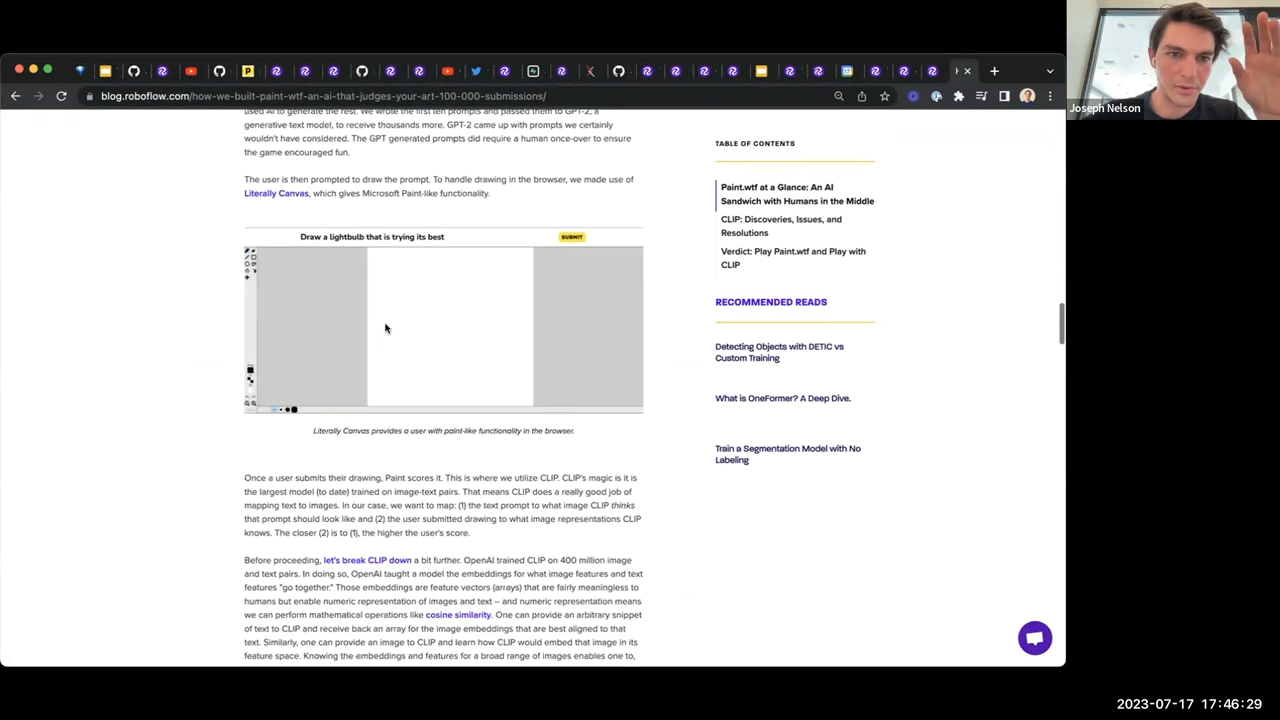 Joseph Nelson
blog.roboflow.com/how-we-built-paint-wtf-an-ai-that-judges-your-art-100-000-submissions/
used AI to generate the rest. We wrote the first ten prompts and passed them to GPT-2, a
generative text model, to receive thousands more. GPT-2 came up with prompts we certainly
wouldn't have considered. The GPT generated prompts did require a human once-over to ensure
the game encouraged fun.
The user is then prompted to draw the prompt. To handle drawing in the browser, we made use of
Literally Canvas, which gives Microsoft Paint-like functionality.
Draw a lightbulb that is trying its best
SUBMIT
Literally Canvas provides a user with paint-like functionality in the browser.
Once a user submits their drawing, Paint scores it. This is where we utilize CLIP. CLIP's magic is it is
the largest model (to date) trained on image-text pairs. That means CLIP does a really good job of
mapping text to images. In our case, we want to map: (1) the text prompt to what image CLIP thinks
that prompt should look like and (2) the user submitted drawing to what image representations CLIP
knows. The closer (2) is to (1), the higher the user's score.
Before proceeding, let's break CLIP down a bit further. OpenAI trained CLIP on 400 million image
and text pairs. In doing so, OpenAI taught a model the embeddings for what image features and text
features "go together." Those embeddings are feature vectors (arrays) that are fairly meaningless to
humans but enable numeric representation of images and text – and numeric representation means
we can perform mathematical operations like cosine similarity. One can provide an arbitrary snippet
of text to CLIP and receive back an array for the image embeddings that are best aligned to that
text. Similarly, one can provide an image to CLIP and learn how CLIP would embed that image in its
feature space. Knowing the embeddings and features for a broad range of images enables one to,
TABLE OF CONTENTS
Paint.wtf at a Glance: An AI
Sandwich with Humans in the Middle
CLIP: Discoveries, Issues, and
Resolutions
Verdict: Play Paint.wtf and Play with
CLIP
RECOMMENDED READS
Detecting Objects with DETIC vs
Custom Training
What is OneFormer? A Deep Dive.
Train a Segmentation Model with No
Labeling
2023-07-17 17:46:29